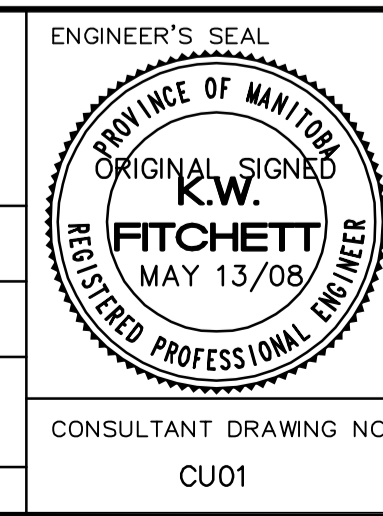 ENGINEER'S SEAL
PROVINCE OF MANITOBA
ORIGINAL SIGNED
K.W.
FITCHETT
MAY 13/08
REGISTERED PROFESSIONAL ENGINEER
CONSULTANT DRAWING NO
CU01